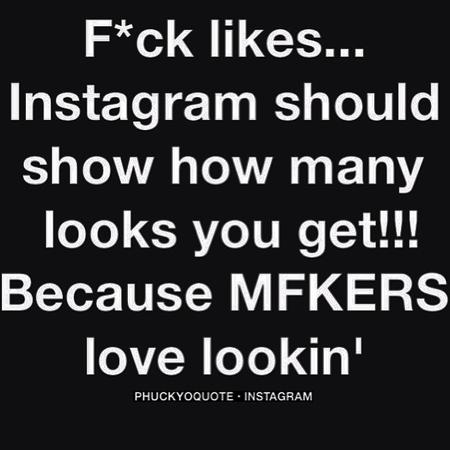 F*ck likes...
Instagram should
show how many
looks you get!!!
Because MFKERS
love lookin'
PHUCKYOQUOTE • INSTAGRAM